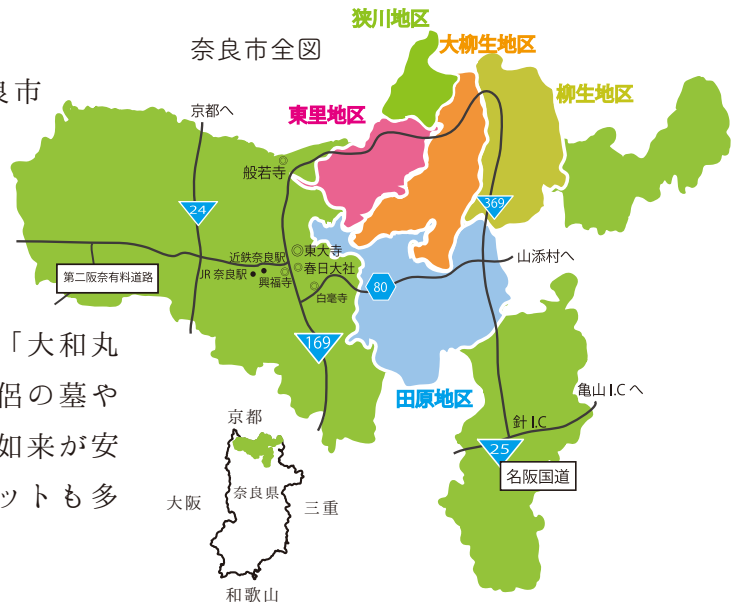 狭川地区
奈良市全図
大柳生地区
良市
柳生地区
京都へ
東里地区
般若寺
24
369
近鉄奈良駅
東大寺
山添村へ
JR 奈良駅
春日大社
興福寺
第二阪奈有料道路
白毫寺
80
「大和丸
169
侶の墓や
田原地区
亀山 I.C へ
京都
針 I.C
如来が安
25
奈良県
名阪国道
ットも多
大阪
三重
和歌山